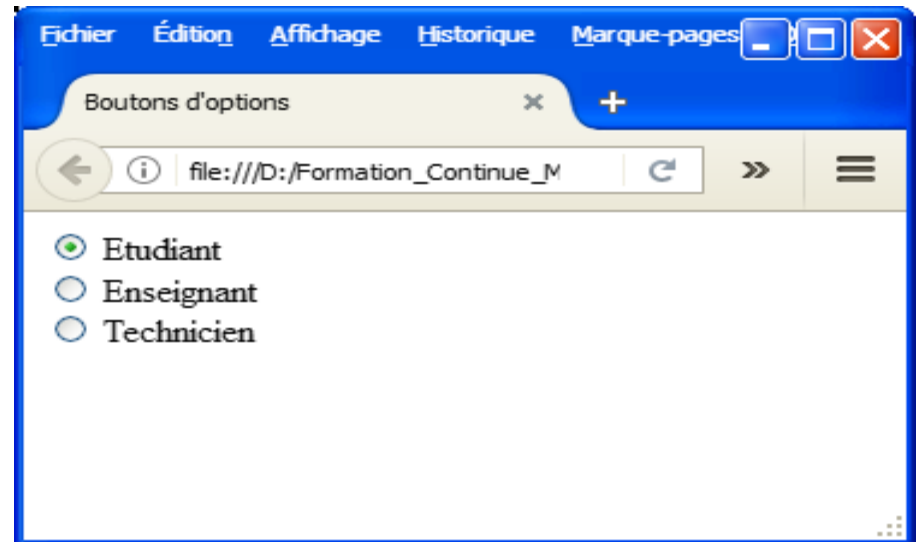 Fichier Édition Affichage Historique Marque-pages
Boutons d'options
file:///D:/Formation_Continue_M
Etudiant
Enseignant
Technicien